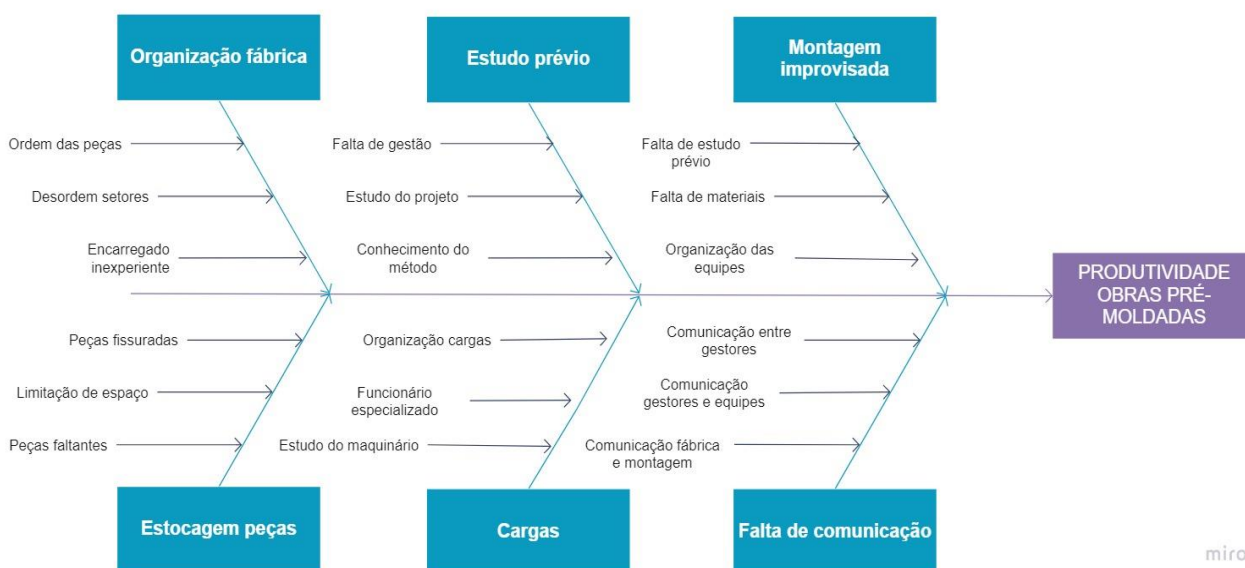 Organização fábrica
Estudo prévio
Montagem
improvisada
Ordem das peças
Falta de gestão
Falta de estudo
prévio
Desordem setores
Estudo do projeto
Falta de materiais
Encarregado
inexperiente
Conhecimento do
método
Organização das
equipes
PRODUTIVIDADE
OBRAS PRÉ-
MOLDADAS
Peças fissuradas
Organização cargas
Comunicação entre
gestores
Limitação de espaço
Funcionário
especializado
Comunicação
gestores e equipes
Peças faltantes
Estudo do maquinário
Comunicação fábrica
e montagem
Estocagem peças
Cargas
Falta de comunicação
miro